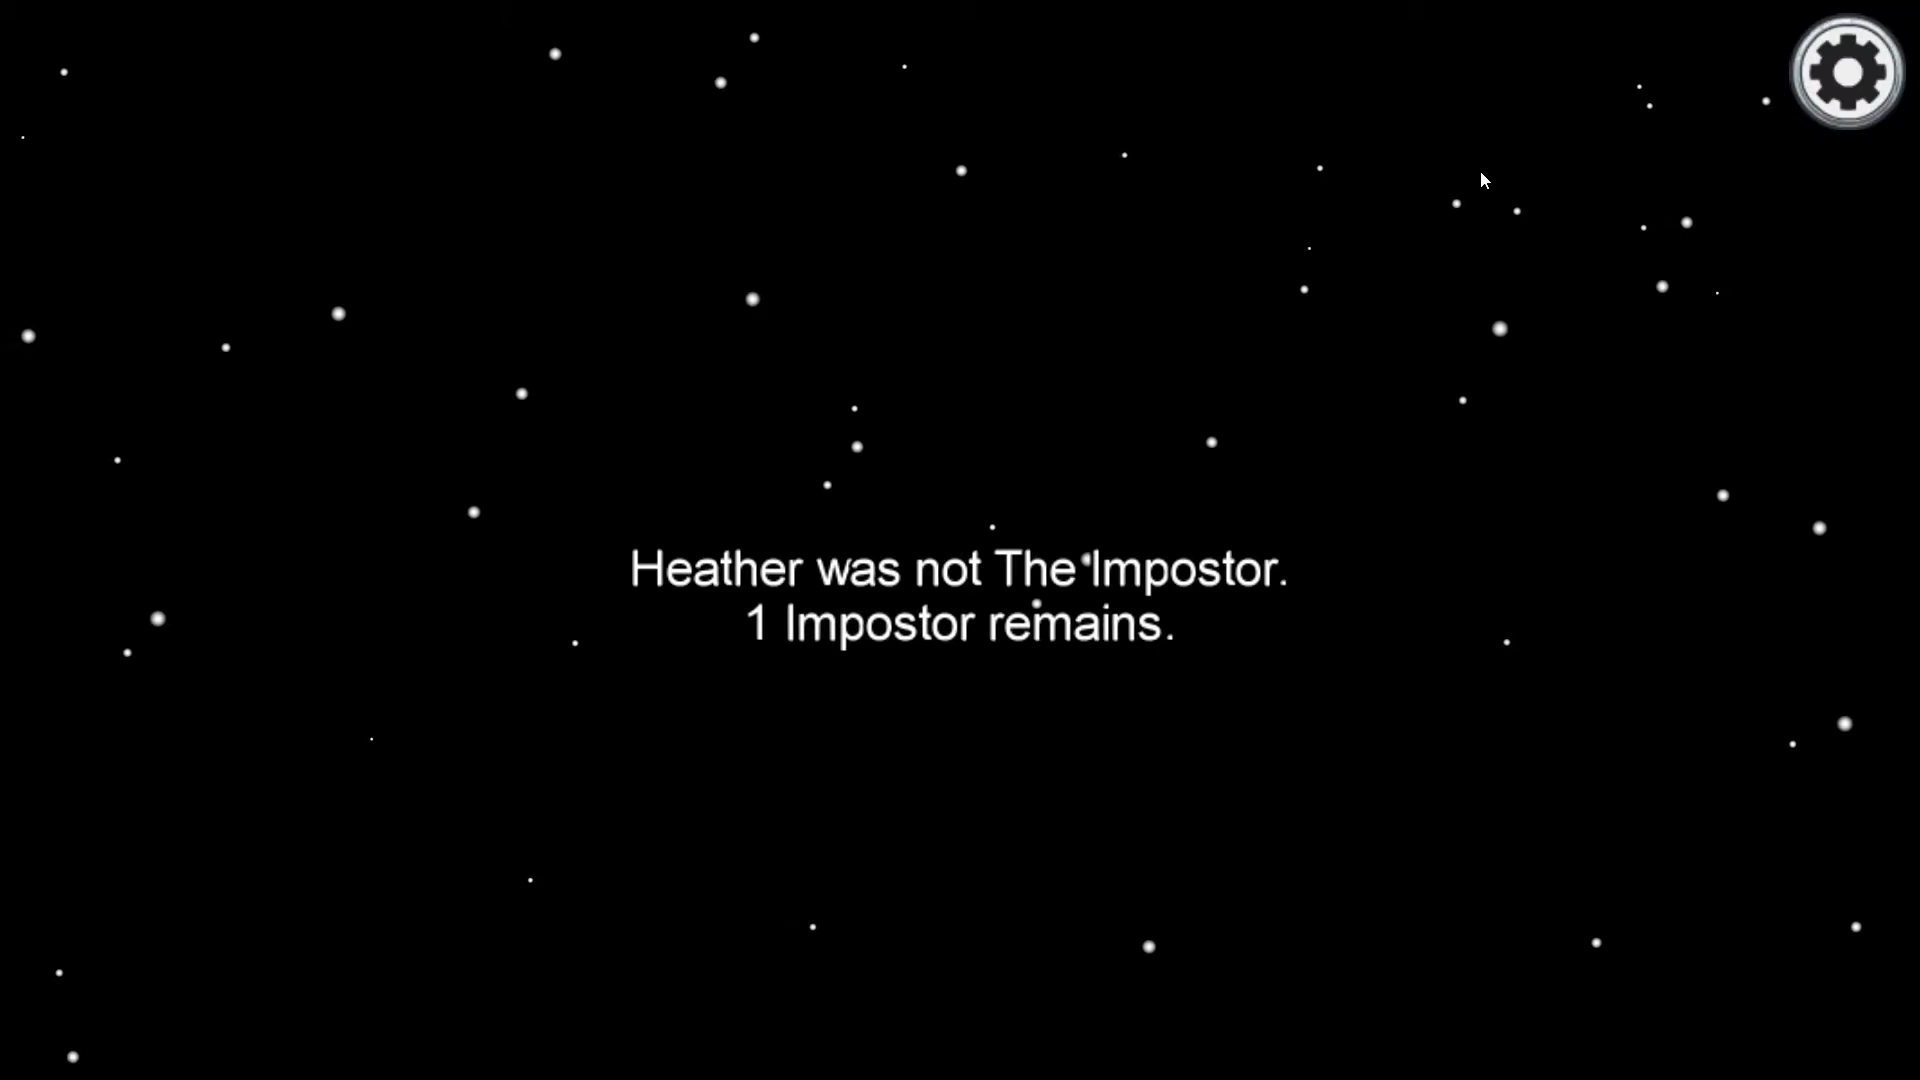 Heather was not The Impostor.
1 Impostor remains.